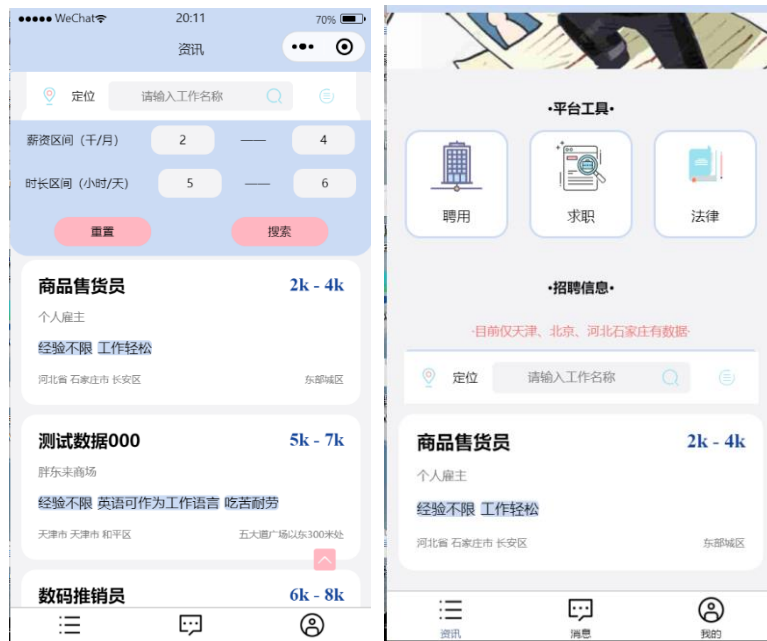 WeChat 20:11 70%
资讯
定位 请输入工作名称
薪资区间（千/月） 2 —— 4
时长区间（小时/天） 5 —— 6
重置 搜索
商品售货员 2k - 4k
个人雇主
经验不限 工作轻松
河北省 石家庄市 长安区 东部城区
测试数据000 5k - 7k
胖东来商场
经验不限 英语可作为工作语言 吃苦耐劳
天津市 天津市 和平区 五大道广场以东300米处
数码推销员 6k - 8k
·平台工具·
聘用 求职 法律
·招聘信息·
·目前仅天津、北京、河北石家庄有数据·
定位 请输入工作名称
商品售货员 2k - 4k
个人雇主
经验不限 工作轻松
河北省 石家庄市 长安区 东部城区
资讯 消息 我的